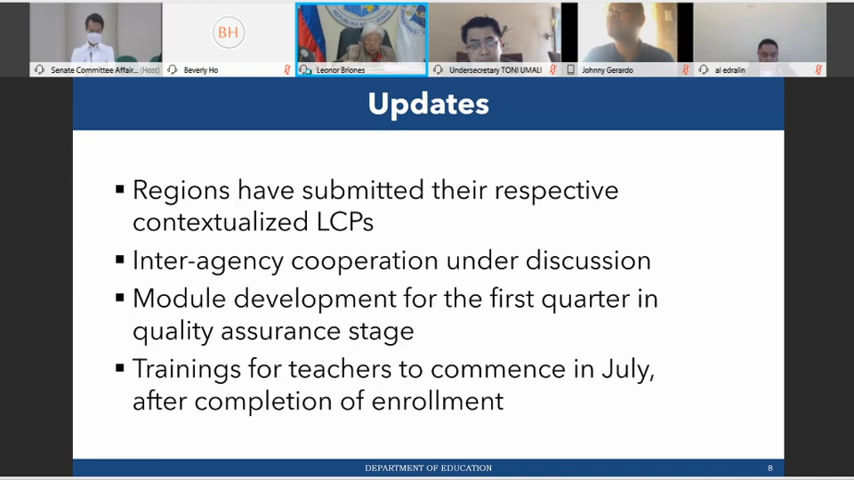 BH
Senate Committee Affair... (Host)
Beverly Ho
Leonor Briones
Undersecretary TONI UMALI
Johnny Gerardo
al edralin
Updates
▪ Regions have submitted their respective
contextualized LCPs
▪ Inter-agency cooperation under discussion
▪ Module development for the first quarter in
quality assurance stage
▪ Trainings for teachers to commence in July,
after completion of enrollment
DEPARTMENT OF EDUCATION
8